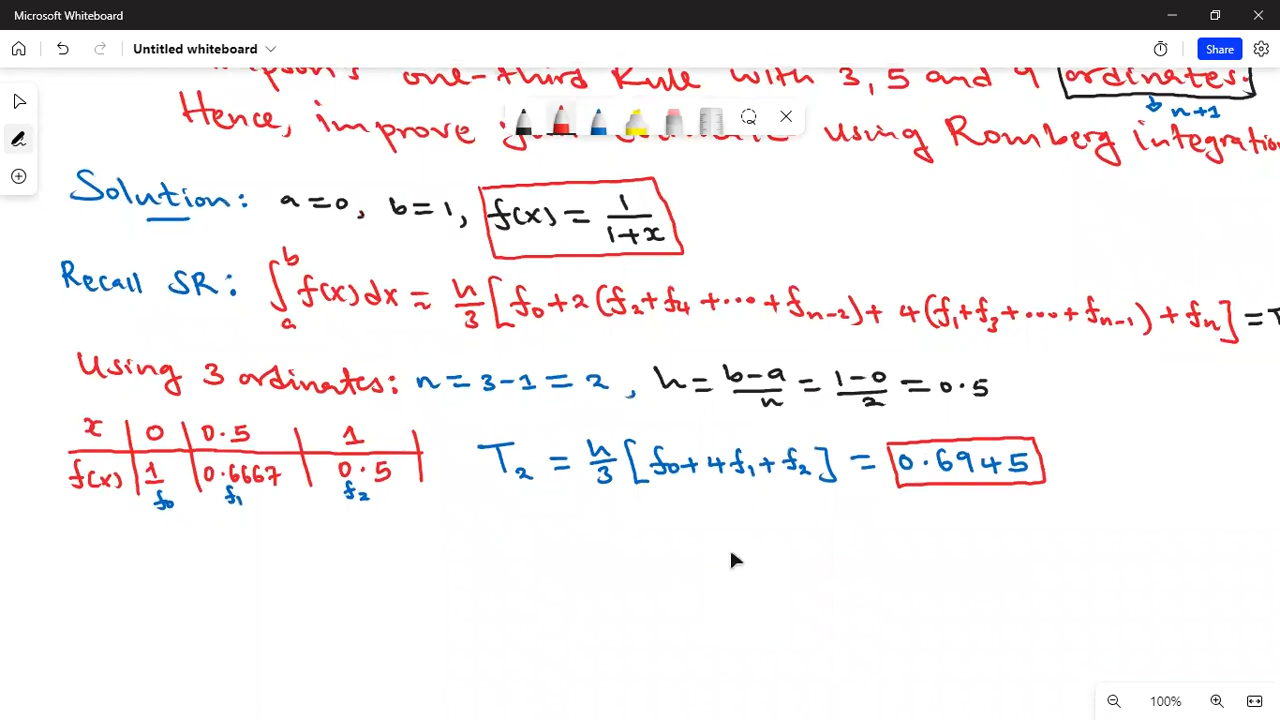 Microsoft Whiteboard
Untitled whiteboard
Share
one-third Rule with 3, 5 and 9 ordinates.
n+1
Hence, improve using Romberg integration
Solution: a=0, b=1, f(x) = 1/(1+x)
Recall SR: ∫_a^b f(x)dx ≈ h/3 [f₀+2(f₂+f₄+...+f_{n-2})+ 4(f₁+f₃+...+f_{n-1})+f_n] =
Using 3 ordinates: n=3-1=2, h= (b-a)/n = (1-0)/2 = 0.5
x | 0 | 0.5 | 1 |
f(x) | 1 | 0.6667 | 0.5 |
f₀ f₁ f₂
T₂ = h/3 [f₀+4f₁+f₂] = 0.6945
100%